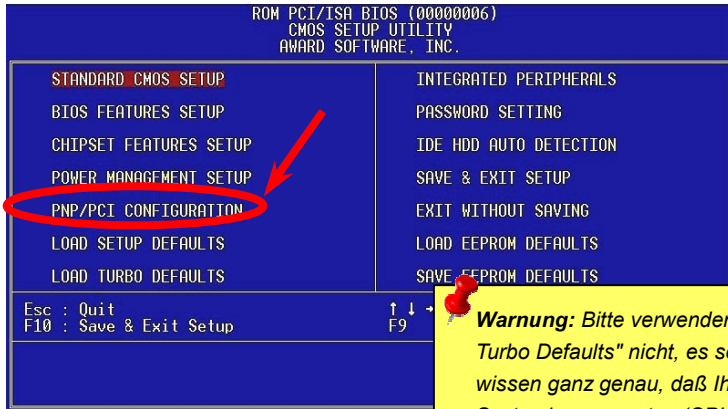 ROM PCI/ISA BIOS (00000006)
CMOS SETUP UTILITY
AWARD SOFTWARE, INC.
STANDARD CMOS SETUP
BIOS FEATURES SETUP
CHIPSET FEATURES SETUP
POWER MANAGEMENT SETUP
PNP/PCI CONFIGURATION
LOAD SETUP DEFAULTS
LOAD TURBO DEFAULTS
INTEGRATED PERIPHERALS
PASSWORD SETTING
IDE HDD AUTO DETECTION
SAVE & EXIT SETUP
EXIT WITHOUT SAVING
LOAD EEPROM DEFAULTS
SAVE EEPROM DEFAULTS
Esc : Quit
F10 : Save & Exit Setup
↑ ↓ →
F9
Warnung: Bitte verwenden
Turbo Defaults" nicht, es
wissen ganz genau, daß